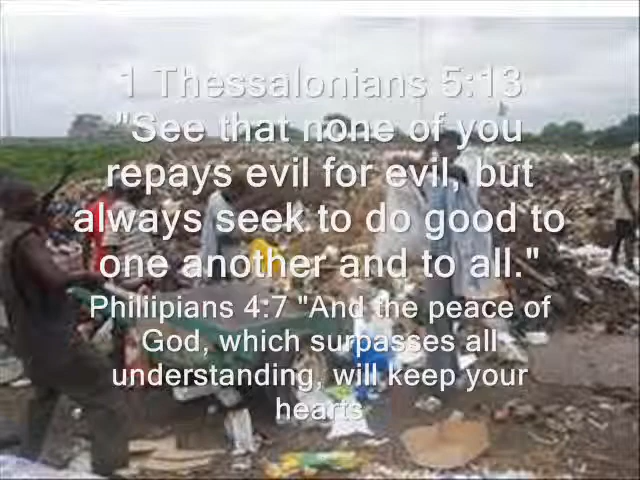 1 Thessalonians 5:13
"See that none of you
repays evil for evil, but
always seek to do good to
one another and to all."
Philiipians 4:7 "And the peace of
God, which surpasses all
understanding, will keep your
hearts